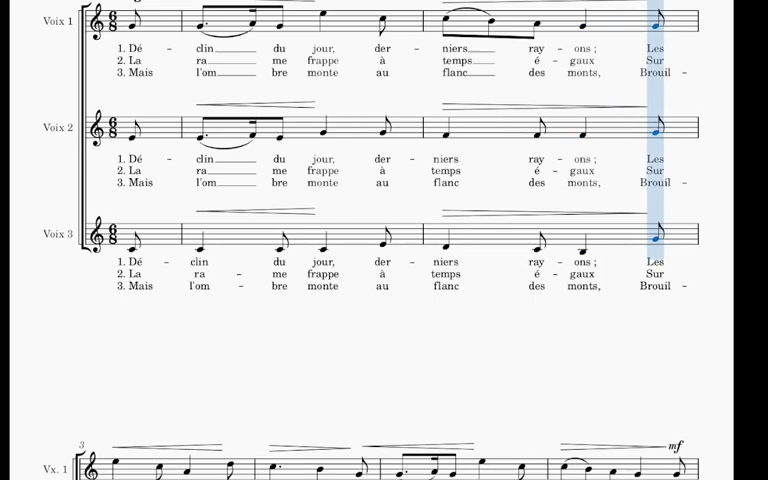 Voix 1
1. Dé - clin du jour, der - niers ray - ons ; Les
2. La ra me frappe à temps é - gaux Sur
3. Mais l'om bre monte au flanc des monts, Brouil -
Voix 2
1. Dé - clin du jour, der - niers ray - ons ; Les
2. La ra me frappe à temps é - gaux Sur
3. Mais l'om bre monte au flanc des monts, Brouil -
Voix 3
1. Dé - clin du jour, der - niers ray - ons ; Les
2. La ra - me frappe à temps é - gaux Sur
3. Mais l'om - bre monte au flanc des monts, Brouil -
3
mf
Vx. 1